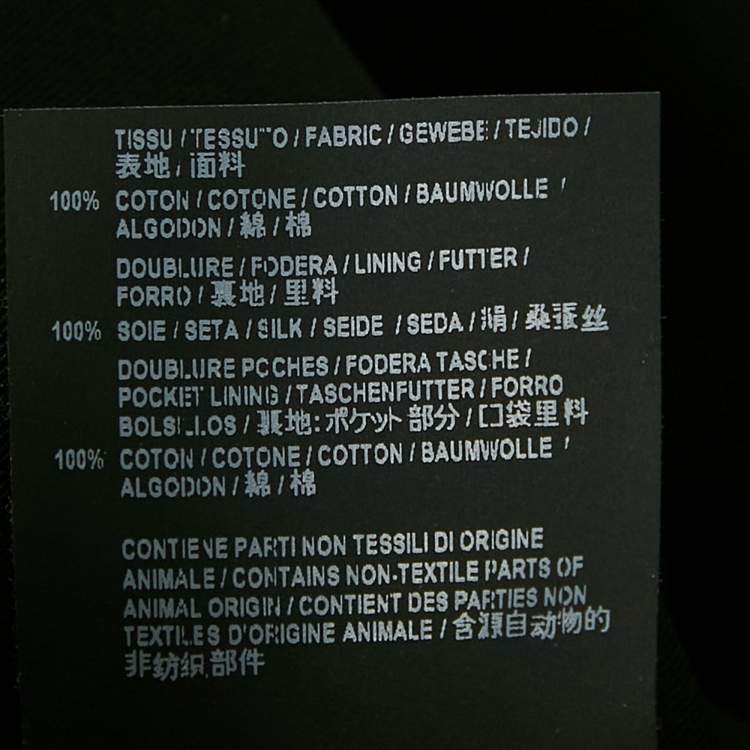 TISSU / TESSUTO / FABRIC / GEWEBE / TEJIDO /
表地 / 面料
100% COTON / COTONE / COTTON / BAUMWOLLE /
ALGODON / 綿 / 棉
DOUBLURE / FODERA / LINING / FUTTER /
FORRO / 裏地 / 里料
100% SOIE / SETA / SILK / SEIDE / SEDA / 絹 / 桑蚕丝
DOUBLURE POCHES / FODERA TASCHE /
POCKET LINING / TASCHENFUTTER / FORRO
BOLSILLOS / 裏地:ポケット部分 / 口袋里料
100% COTON / COTONE / COTTON / BAUMWOLLE /
ALGODON / 綿 / 棉
CONTIENE PARTI NON TESSILI DI ORIGINE
ANIMALE / CONTAINS NON-TEXTILE PARTS OF
ANIMAL ORIGIN / CONTIENT DES PARTIES NON
TEXTILES D'ORIGINE ANIMALE / 含源自动物的
非纺织部件